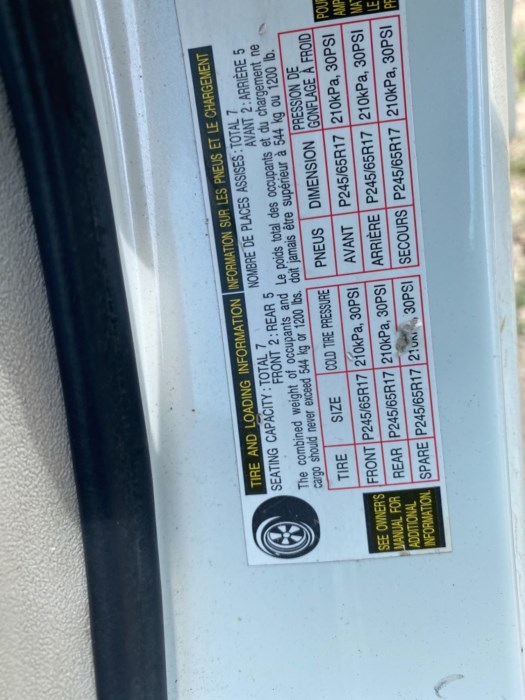 TIRE AND LOADING INFORMATION
SEATING CAPACITY : TOTAL 7
FRONT 2 : REAR 5
The combined weight of occupants and
cargo should never exceed 544 kg or 1200 lbs.
TIRE SIZE COLD TIRE PRESSURE
FRONT P245/65R17 210kPa, 30PSI
REAR P245/65R17 210kPa, 30PSI
SPARE P245/65R17 30PSI
SEE OWNER'S
MANUAL FOR
ADDITIONAL
INFORMATION.
INFORMATION SUR LES PNEUS ET LE CHARGEMENT
NOMBRE DE PLACES ASSISES : TOTAL 7
AVANT 2 : ARRIÈRE 5
Le poids total des occupants et du chargement ne
doit jamais être supérieur à 544 kg ou 1200 lb.
PNEUS DIMENSION PRESSION DE
GONFLAGE À FROID
AVANT P245/65R17 210kPa, 30PSI
ARRIÈRE P245/65R17 210kPa, 30PSI
SECOURS P245/65R17 210kPa, 30PSI